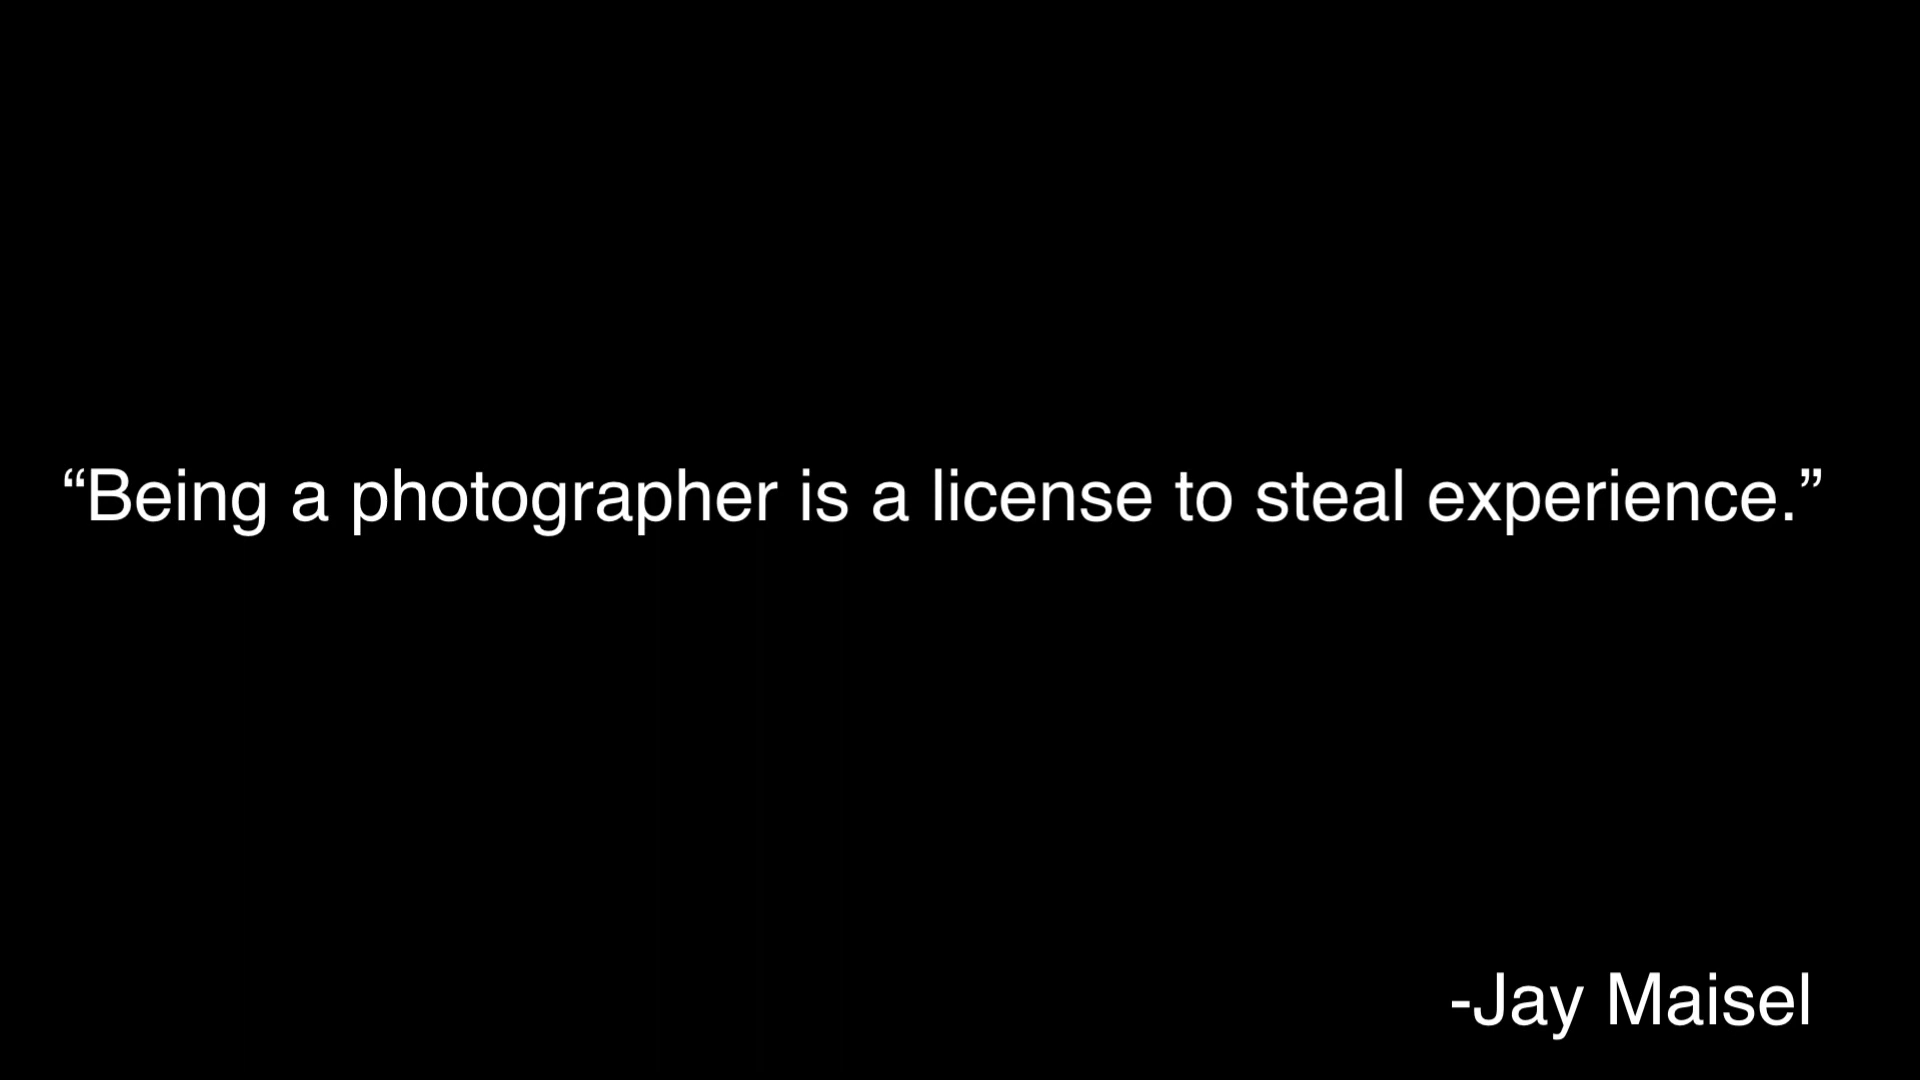 “Being a photographer is a license to steal experience.”
-Jay Maisel